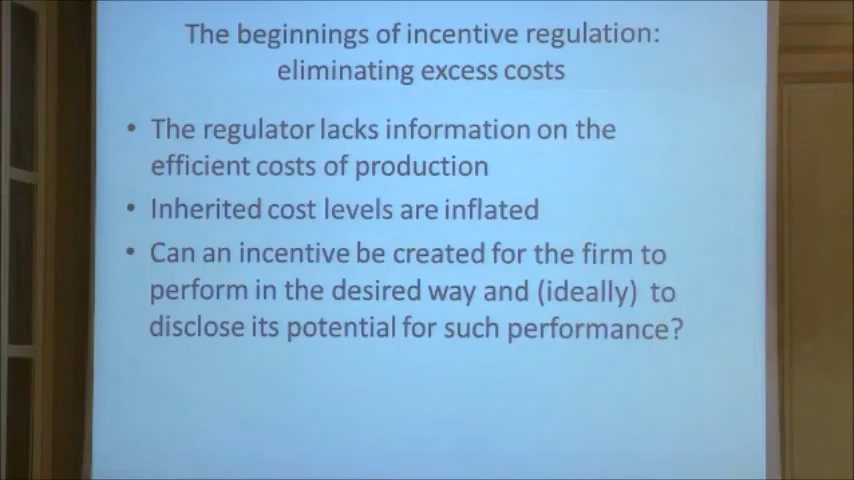 The beginnings of incentive regulation:
eliminating excess costs
• The regulator lacks information on the
efficient costs of production
• Inherited cost levels are inflated
• Can an incentive be created for the firm to
perform in the desired way and (ideally) to
disclose its potential for such performance?